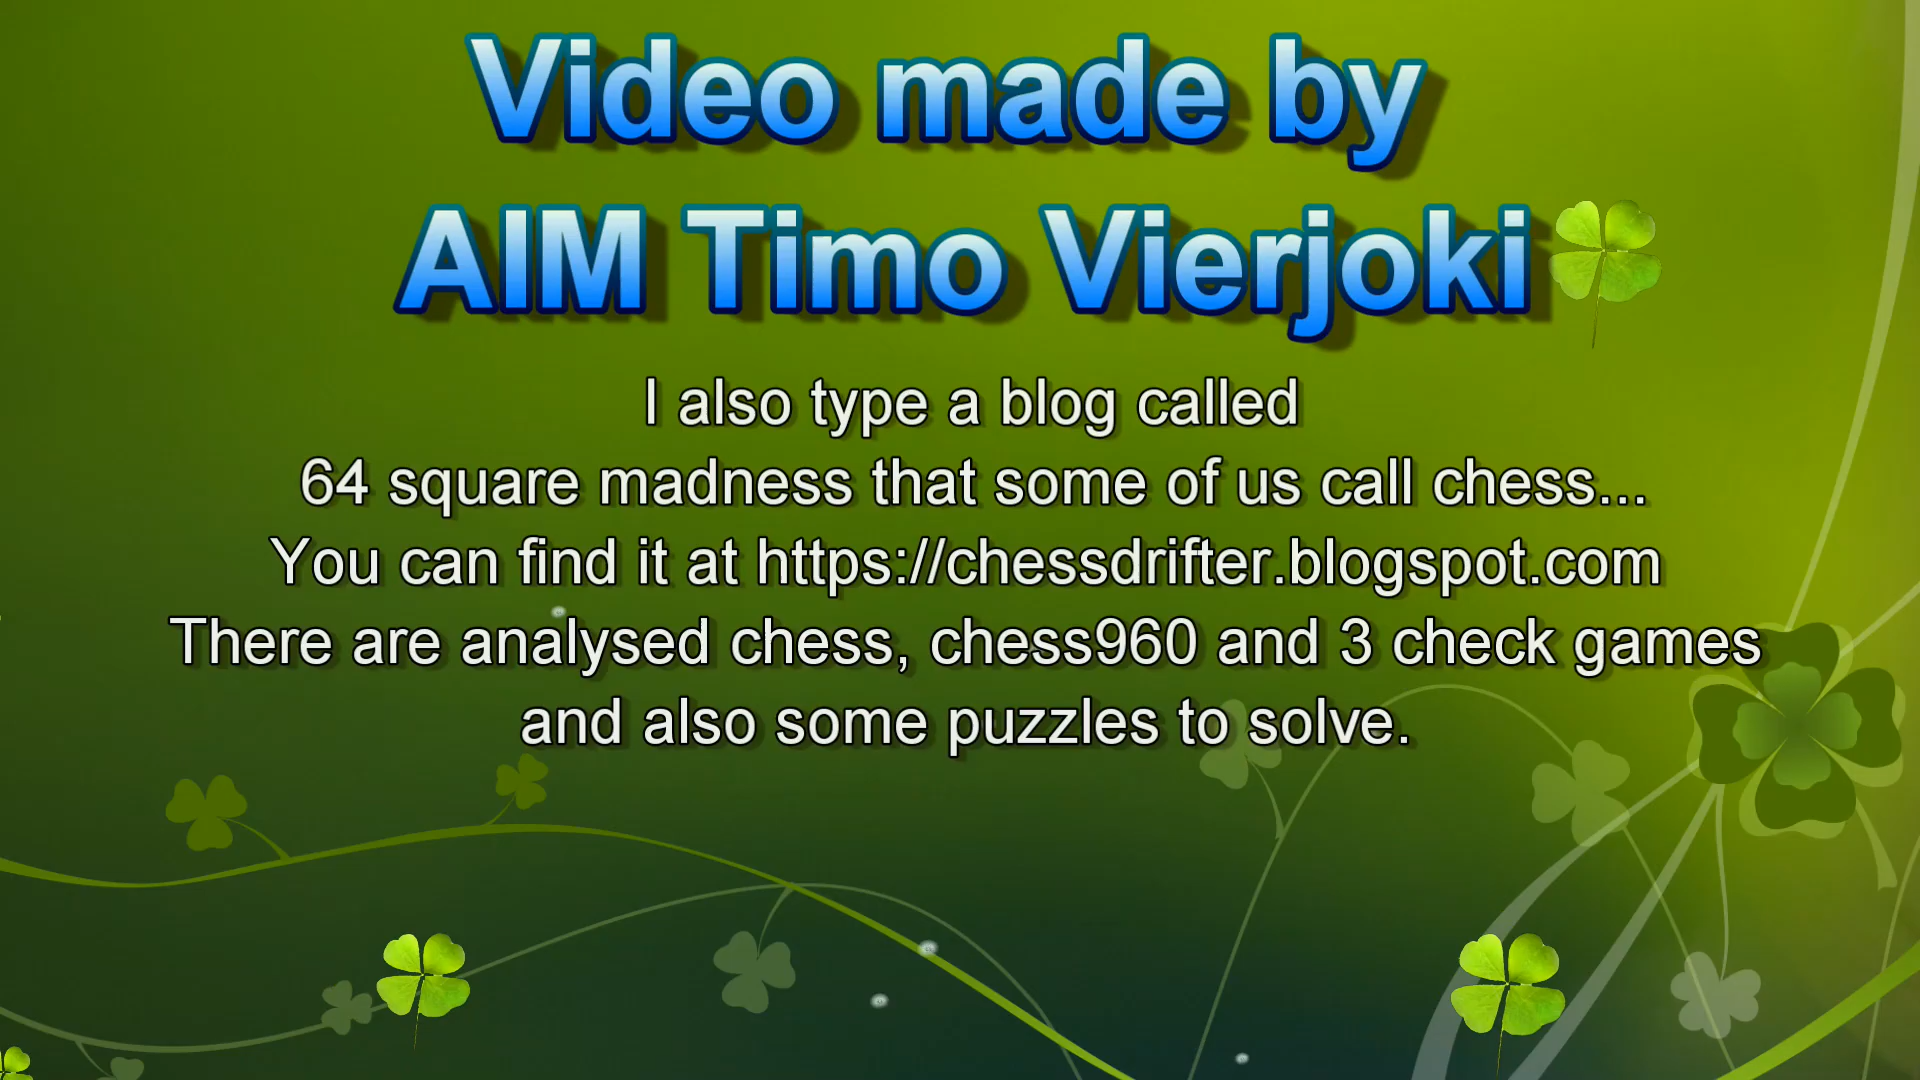 Video made by
AIM Timo Vierjoki
I also type a blog called
64 square madness that some of us call chess...
You can find it at https://chessdrifter.blogspot.com
There are analysed chess, chess960 and 3 check games
and also some puzzles to solve.